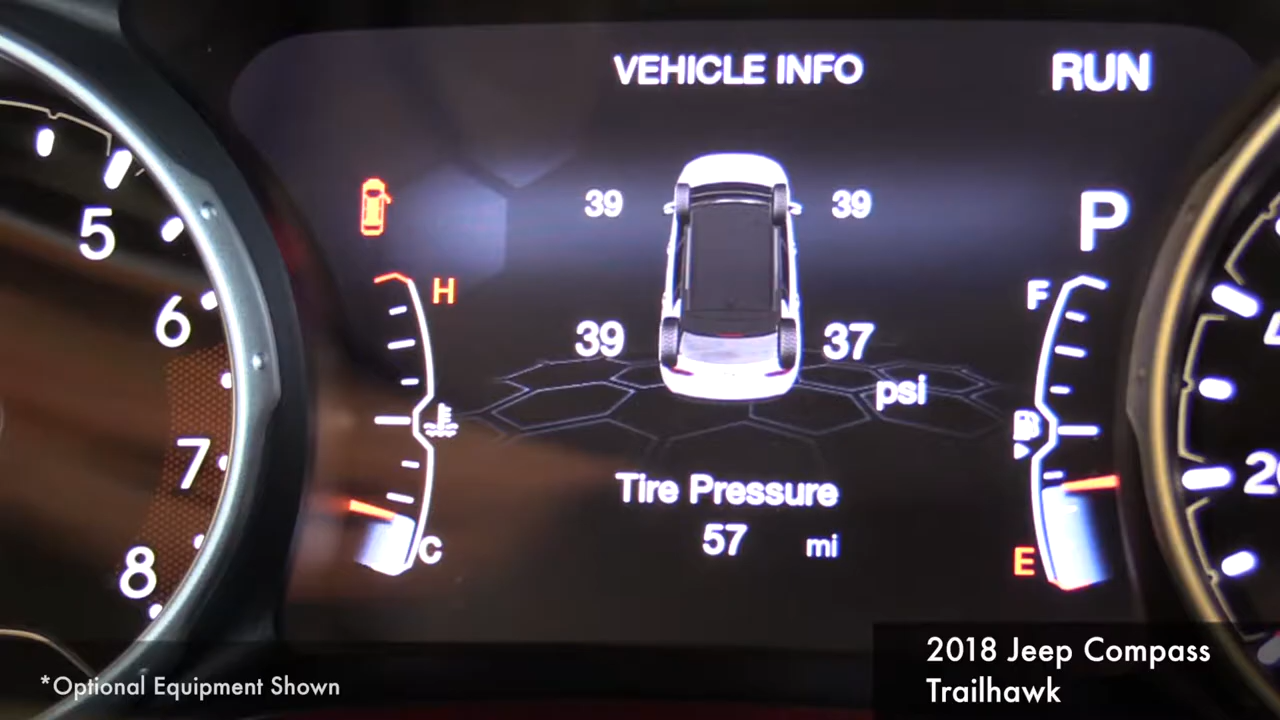 VEHICLE INFO
RUN
5
6
7
8
39 39
39 37
psi
P
H
C
F
E
Tire Pressure
57 mi
20
*Optional Equipment Shown
2018 Jeep Compass
Trailhawk